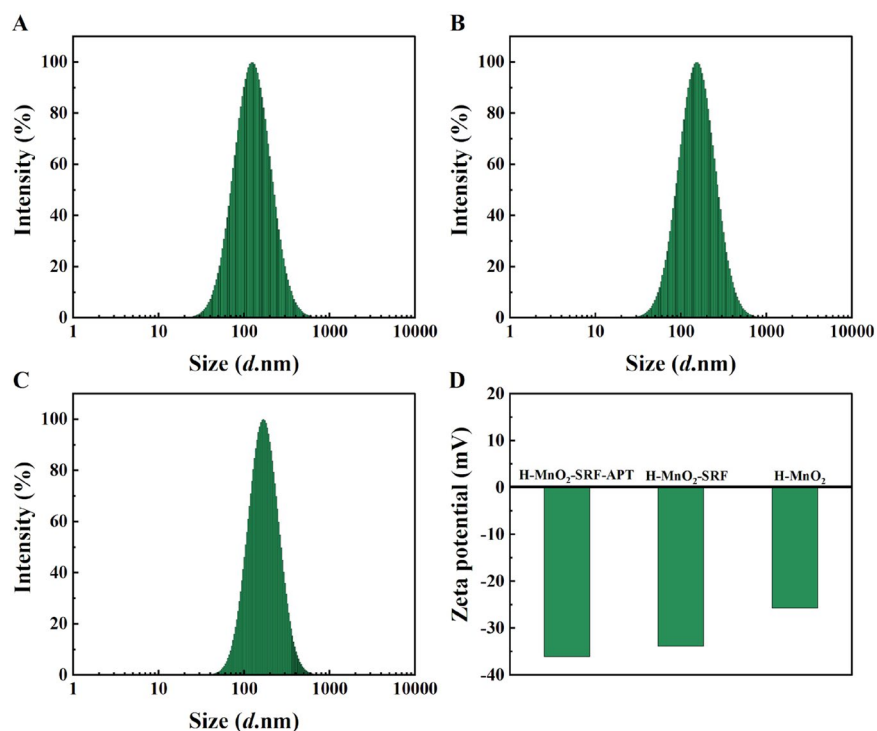 A
Intensity (%)
100
80
60
40
20
0
1
10
100
1000
10000
Size (d.nm)
B
Intensity (%)
100
80
60
40
20
0
1
10
100
1000
10000
Size (d.nm)
C
Intensity (%)
100
80
60
40
20
0
1
10
100
1000
10000
Size (d.nm)
D
Zeta potential (mV)
20
10
0
-10
-20
-30
-40
H-MnO₂-SRF-APT
H-MnO₂-SRF
H-MnO₂